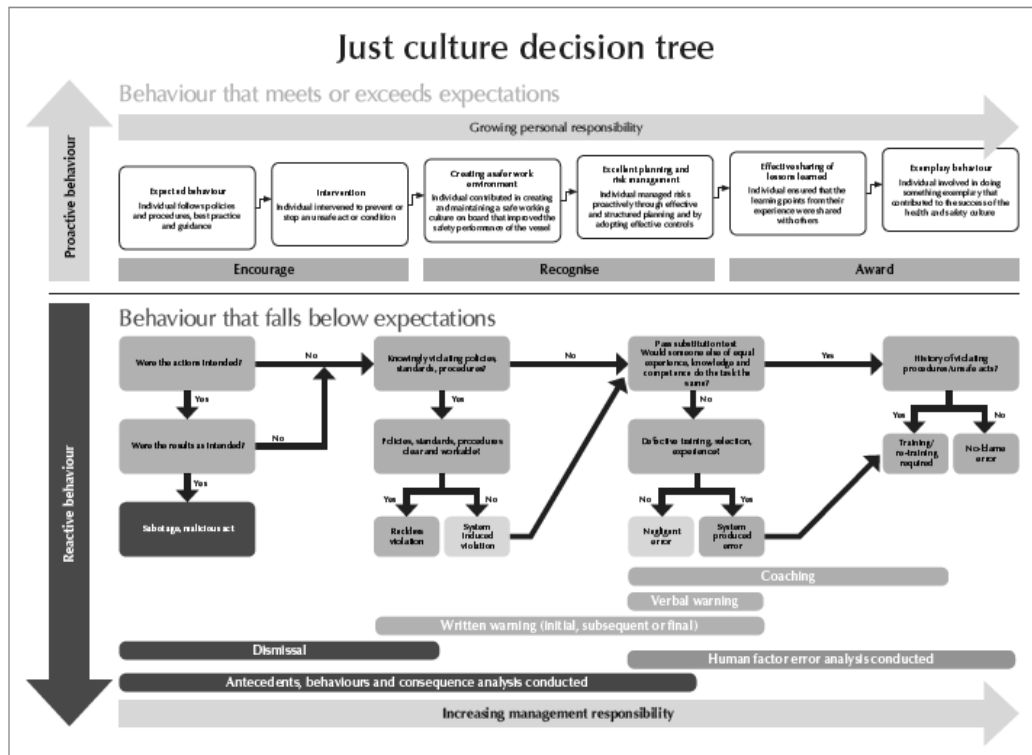 Just culture decision tree
Behaviour that meets or exceeds expectations
Proactive behaviour
Growing personal responsibility
Expected behaviour
Individual follows policies
and procedures, best practice
and guidance
Intervention
Individual intervened to prevent or
stop an unsafe act or condition
Creating a safer work
environment
Individual contributed in creating
and maintaining a safe working
culture on board that improved the
safety performance of the vessel
Excellent planning and
risk management
Individual managed risks
proactively through effective
and structured planning and by
adopting effective controls
Effective sharing of
lessons learned
Individual ensured that the
learning points from their
experience were shared
with others
Exemplary behaviour
Individual involved in doing
something exemplary that
contributed to the success of the
health and safety culture
Encourage
Recognise
Award
Reactive behaviour
Behaviour that falls below expectations
Were the actions intended?
No
Yes
Were the results as intended?
No
Yes
Sabotage, malicious act
Knowingly violating policies,
standards, procedures?
No
Yes
Policies, standards, procedures
clear and workable?
Yes
No
Reckless
violation
System
induced
violation
Pass substitution test
Would someone else of equal
experience, knowledge and
competence do the task the
same?
Yes
No
Defective training, selection,
experience?
No
Yes
Negligent
error
System
produced
error
History of violating
procedures/unsafe acts?
Yes
No
Training/
re-training
required
No-blame
error
Coaching
Verbal warning
Written warning (initial, subsequent or final)
Dismissal
Human factor error analysis conducted
Antecedents, behaviours and consequence analysis conducted
Increasing management responsibility